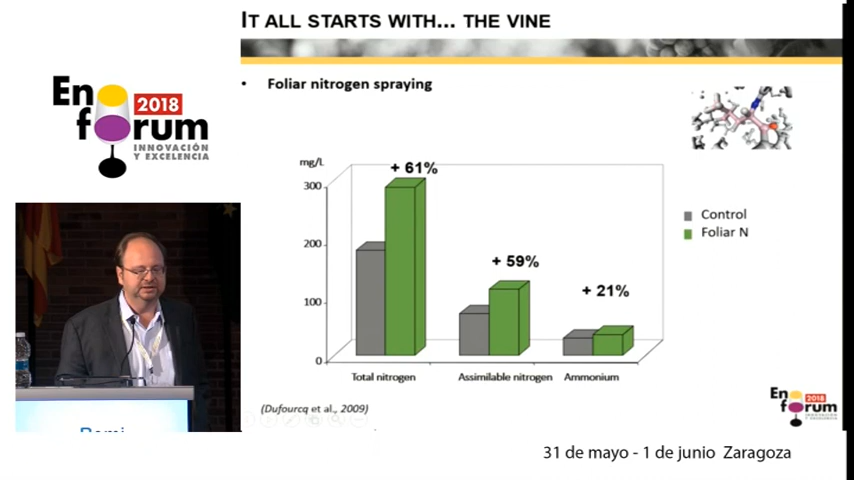 IT ALL STARTS WITH... THE VINE
• Foliar nitrogen spraying
Eno
forum
2018
INNOVACIÓN
Y EXCELENCIA
mg/L
300
200
100
0
+ 61%
+ 59%
+ 21%
Control
Foliar N
Total nitrogen
Assimilable nitrogen
Ammonium
(Dufourcq et al., 2009)
Eno
forum
2018
INNOVACIÓN
Y EXCELENCIA
31 de mayo - 1 de junio Zaragoza